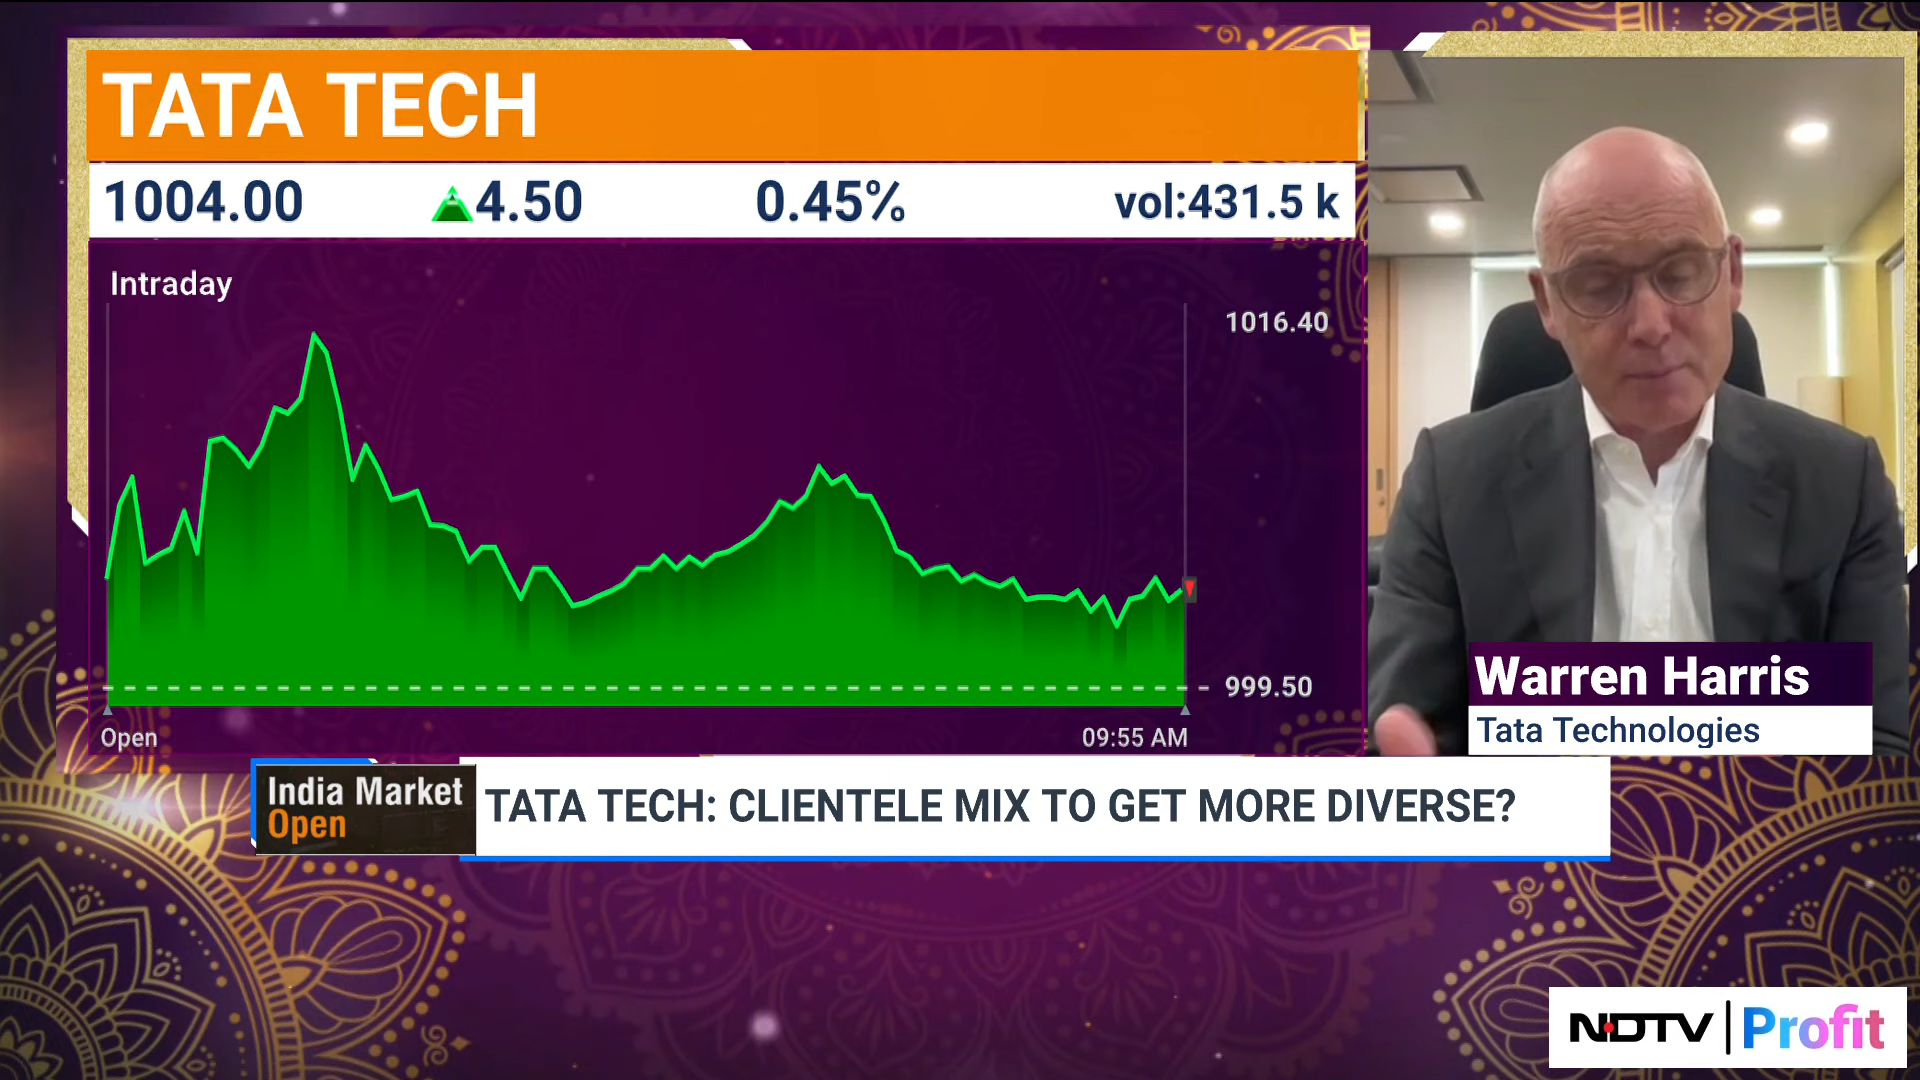 TATA TECH
1004.00 4.50 0.45% vol:431.5 k
Intraday
1016.40
999.50
Open 09:55 AM
Warren Harris
Tata Technologies
India Market
Open
TATA TECH: CLIENTELE MIX TO GET MORE DIVERSE?
NDTV | Profit